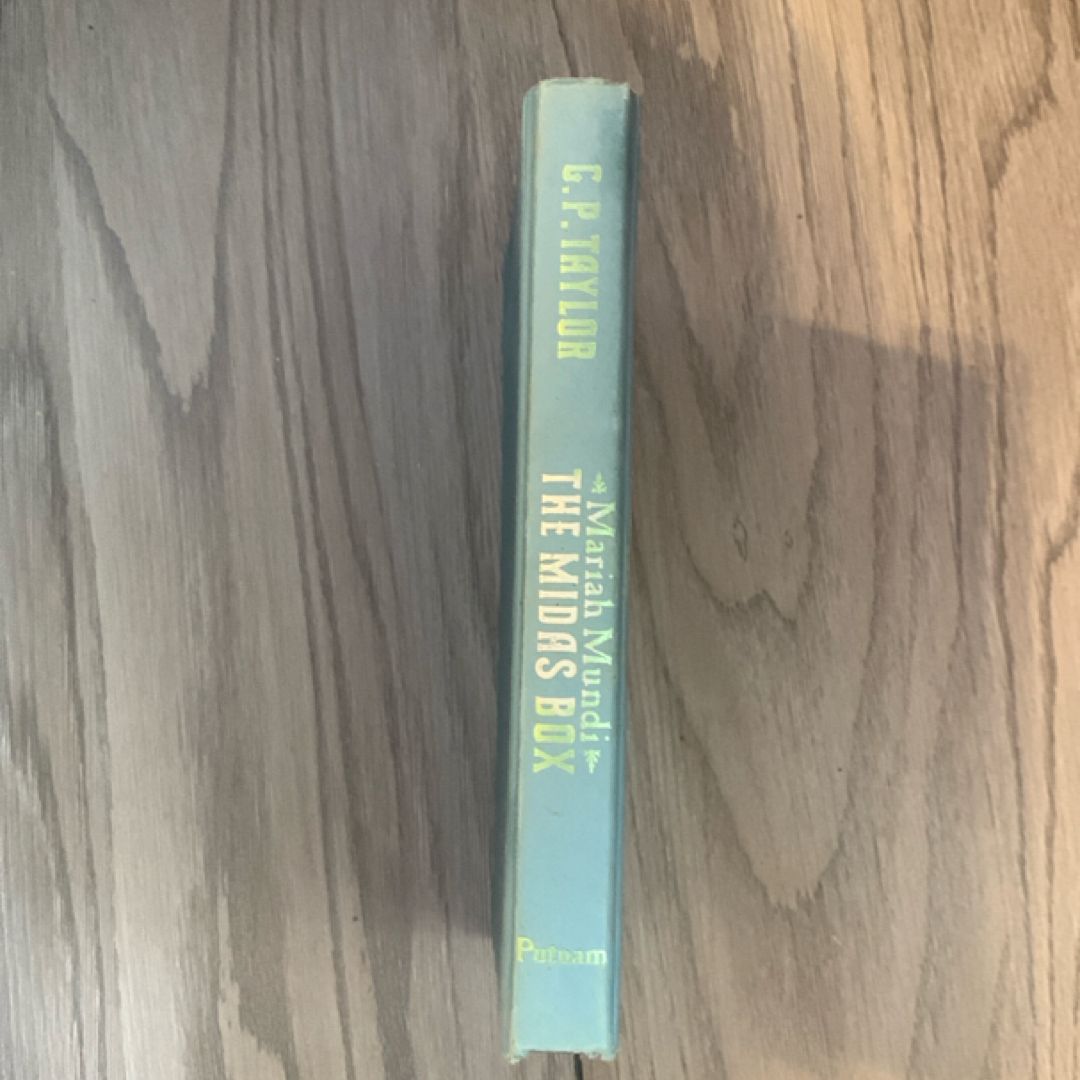 G.P. TAYLOR
* Mariah Mundi *
THE MIDAS BOX
Putnam